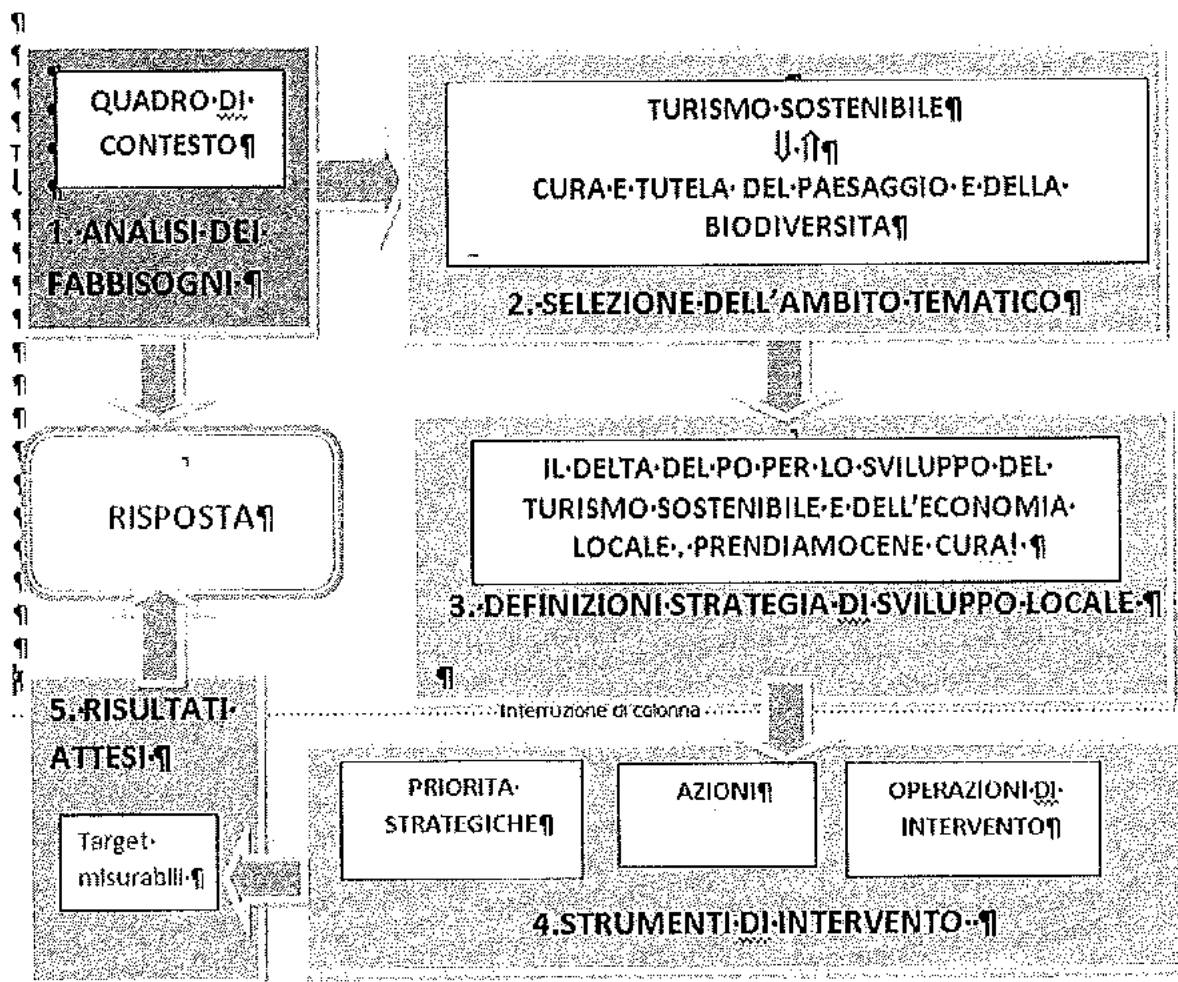 QUADRO·DI·
CONTESTO¶
1.·ANALISI·DEI·
FABBISOGNI·¶
TURISMO·SOSTENIBILE¶
⇓·⇑¶
CURA·E·TUTELA·DEL·PAESAGGIO·E·DELLA·
BIODIVERSITA¶
2.·SELEZIONE·DELL'AMBITO·TEMATICO¶
RISPOSTA¶
IL·DELTA·DEL·PO·PER·LO·SVILUPPO·DEL·
TURISMO·SOSTENIBILE·E·DELL'ECONOMIA·
LOCALE·,·PRENDIAMOCENE·CURA!·¶
3.·DEFINIZIONI·STRATEGIA·DI·SVILUPPO·LOCALE·¶
¶
Interruzione di colonna
PRIORITA·
STRATEGICHE¶
AZIONI¶
OPERAZIONI·DI·
INTERVENTO¶
4.STRUMENTI·DI·INTERVENTO··¶
5.·RISULTATI·
ATTESI·¶
Target·
misurabili·¶